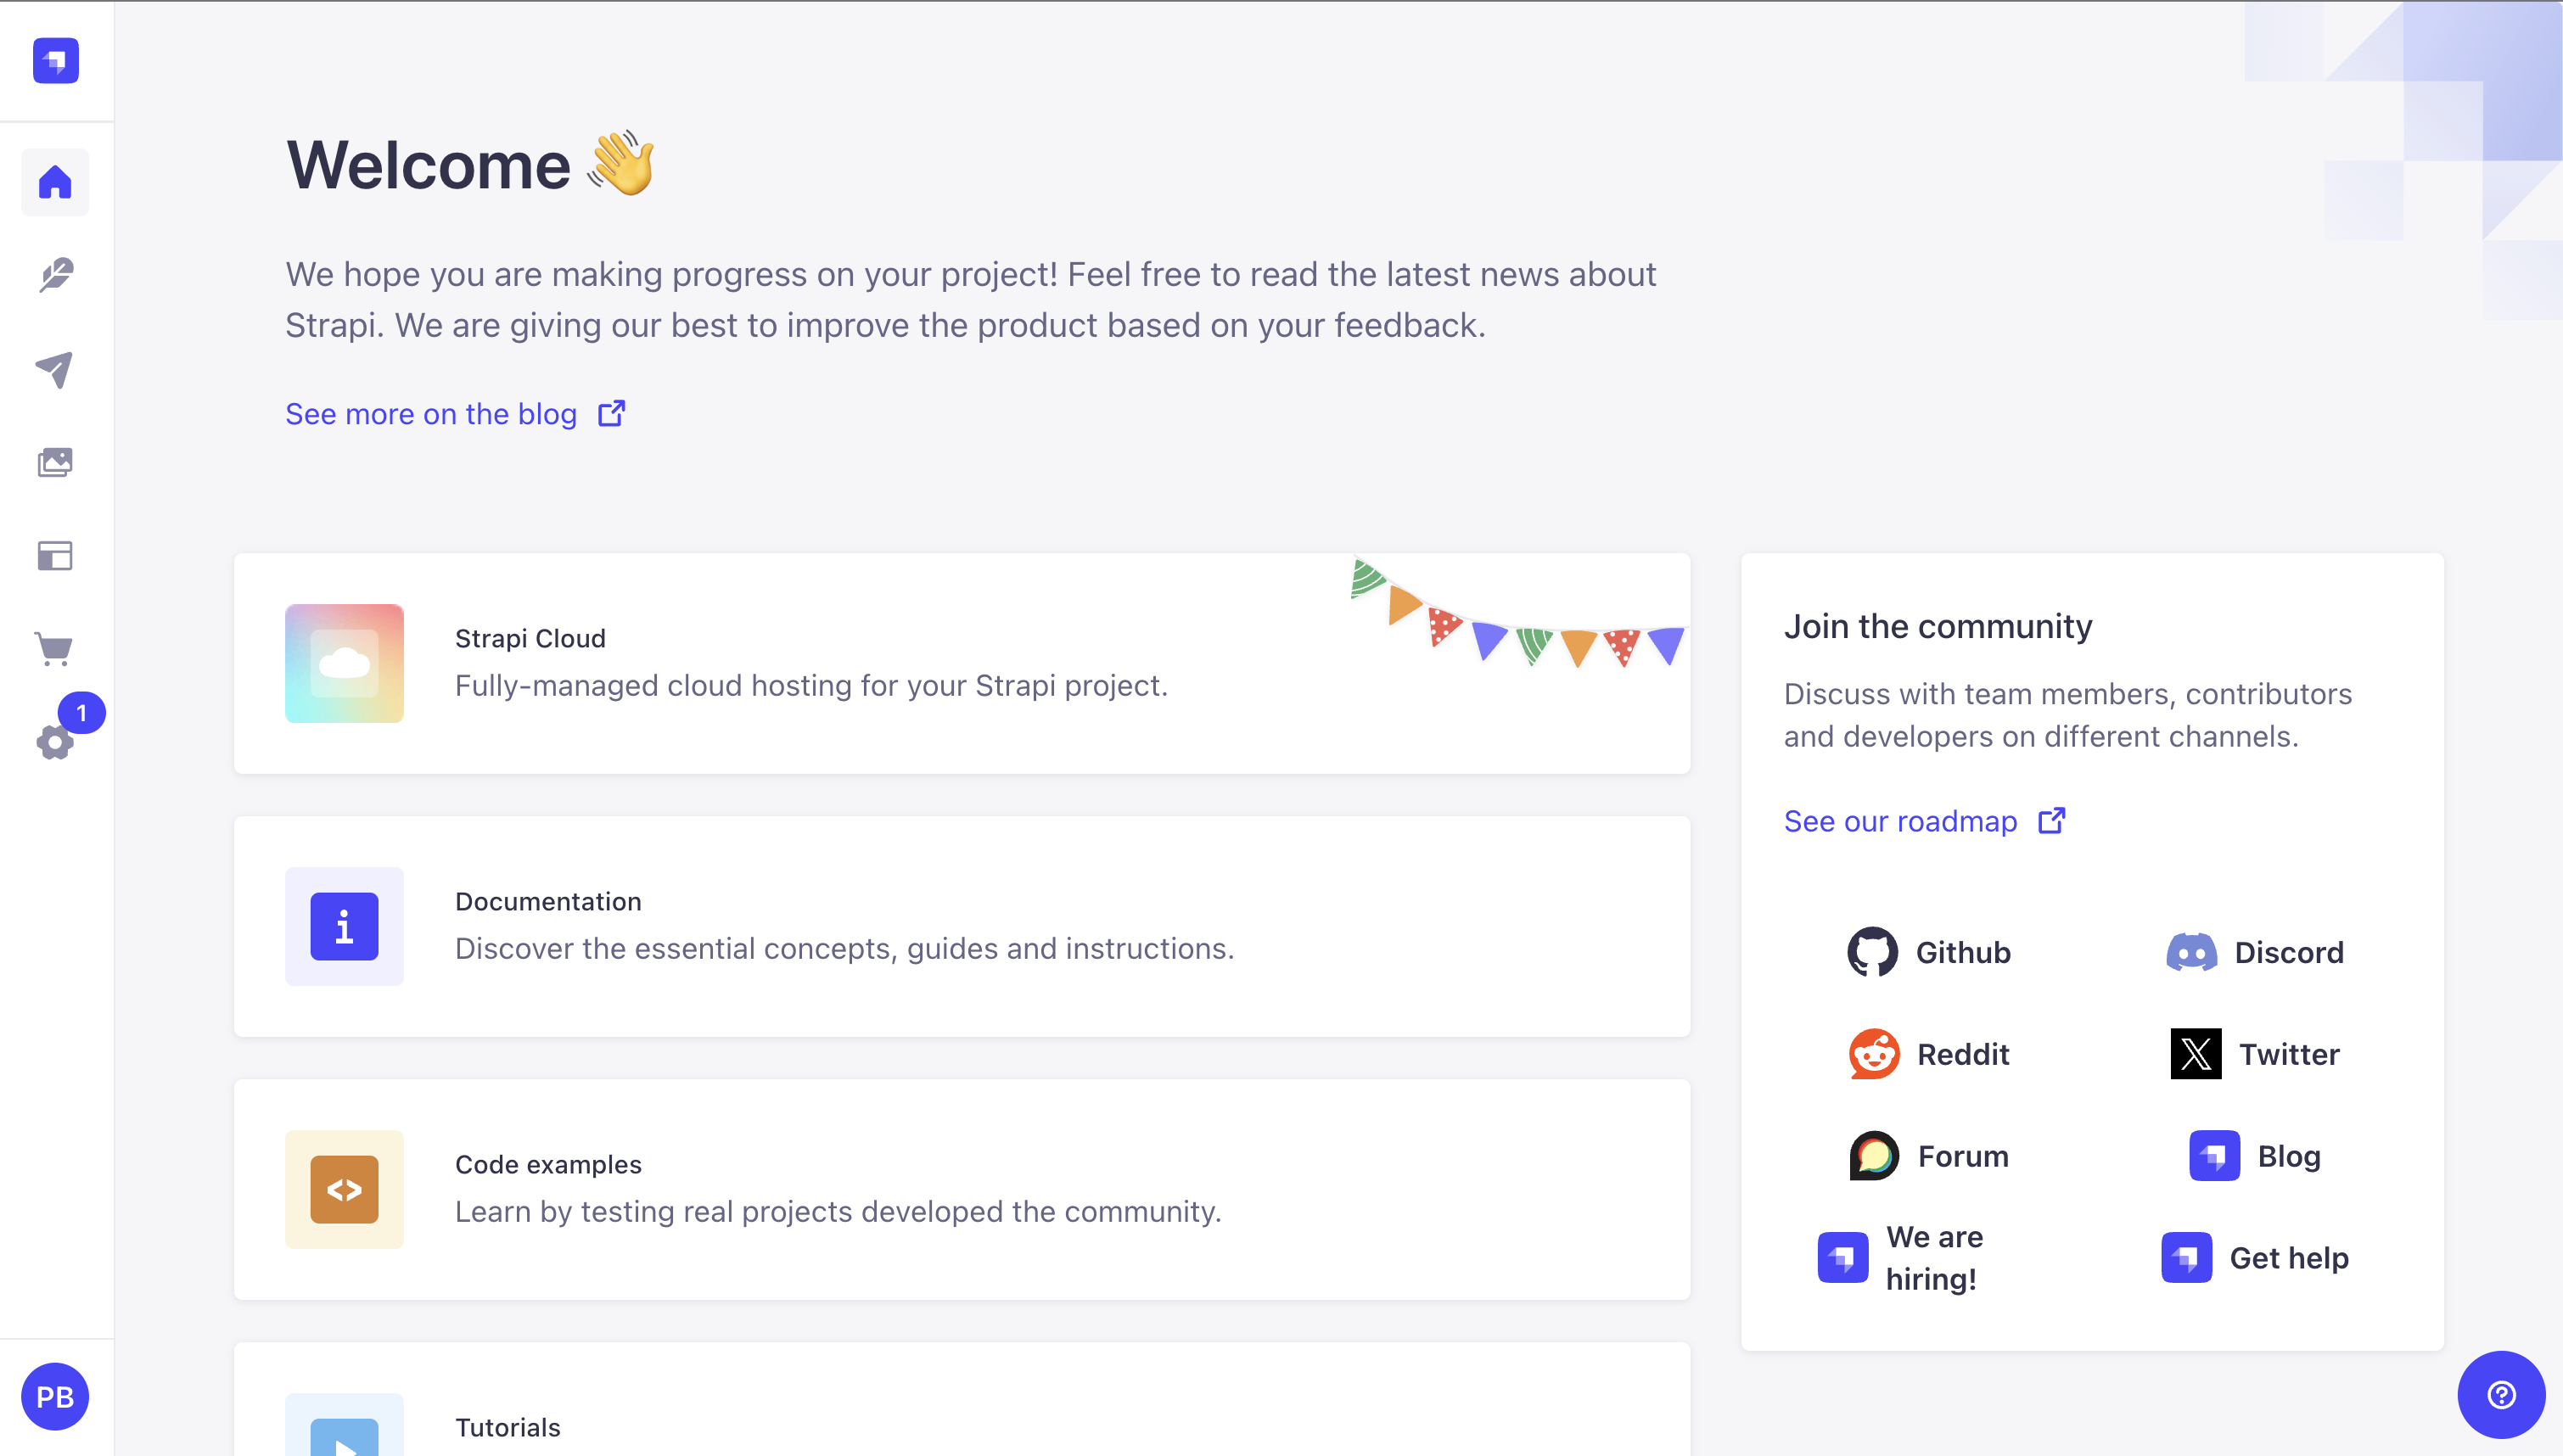 Welcome 👋
We hope you are making progress on your project! Feel free to read the latest news about
Strapi. We are giving our best to improve the product based on your feedback.
See more on the blog
1
Strapi Cloud
Fully-managed cloud hosting for your Strapi project.
Documentation
Discover the essential concepts, guides and instructions.
Code examples
Learn by testing real projects developed the community.
Tutorials
Join the community
Discuss with team members, contributors
and developers on different channels.
See our roadmap
Github
Discord
Reddit
Twitter
Forum
Blog
We are
hiring!
Get help
PB